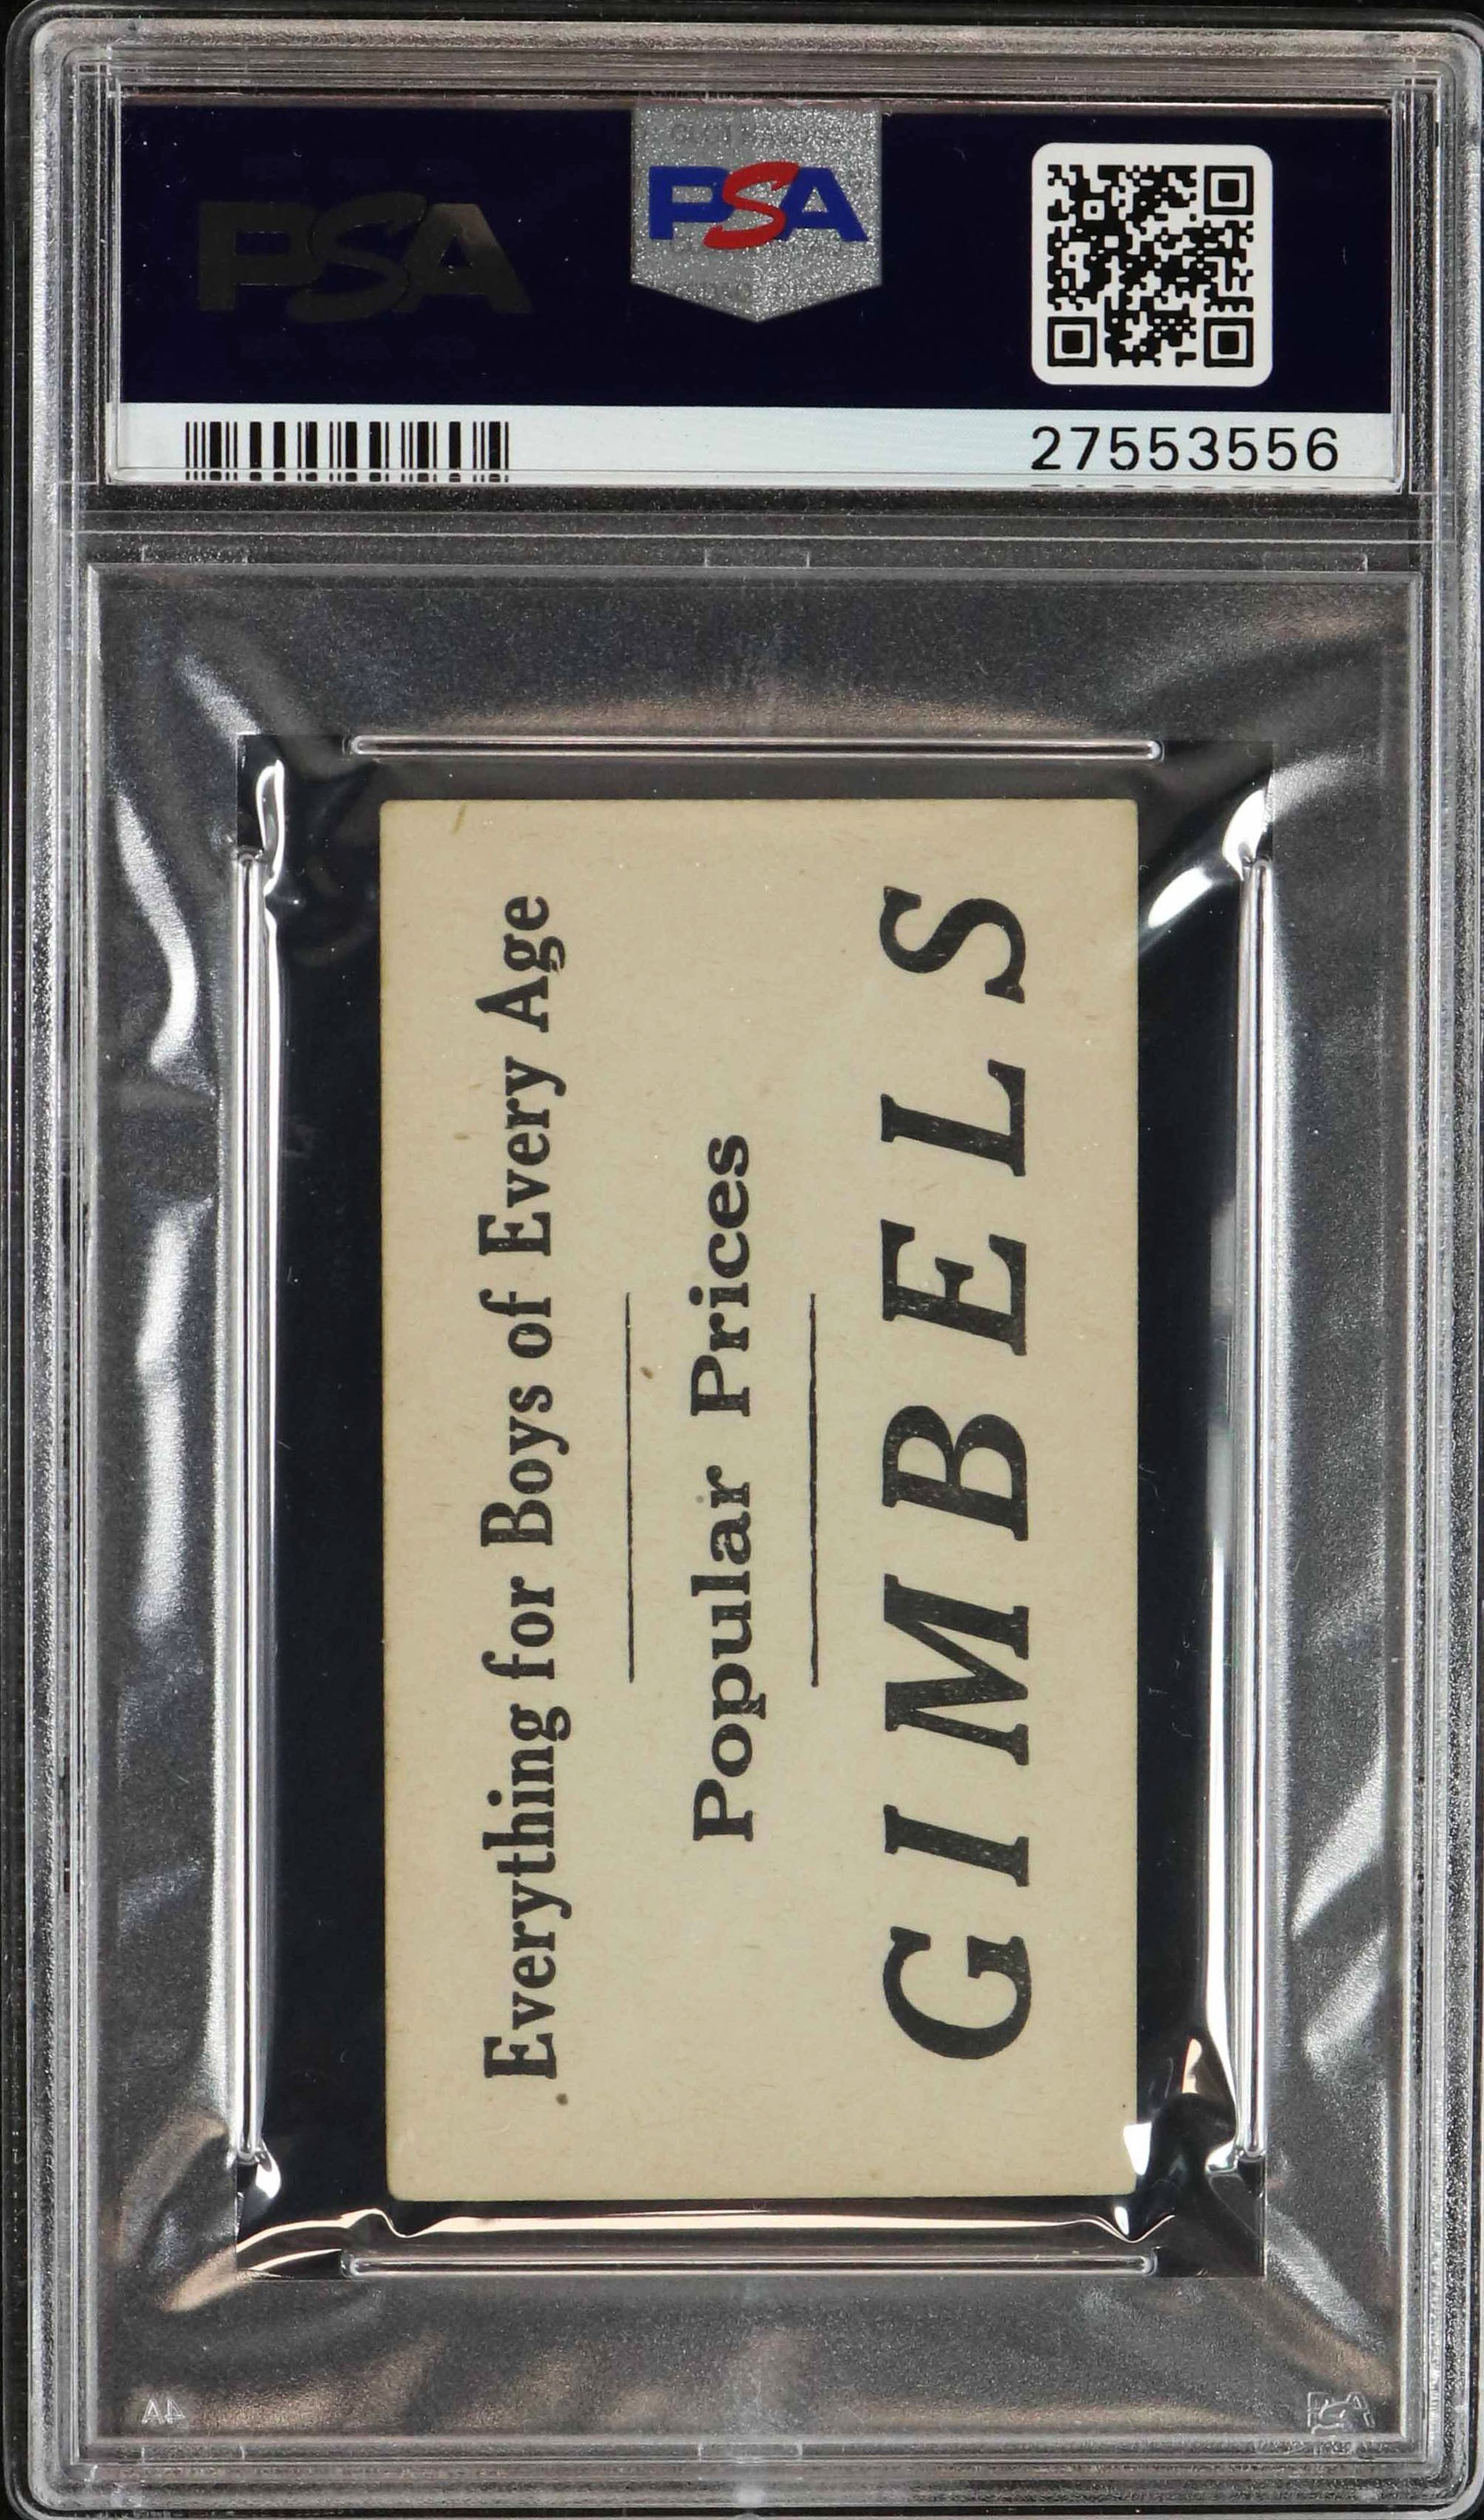 PSA
PSA
27553556
Everything for Boys of Every Age
Popular Prices
GIMBELS